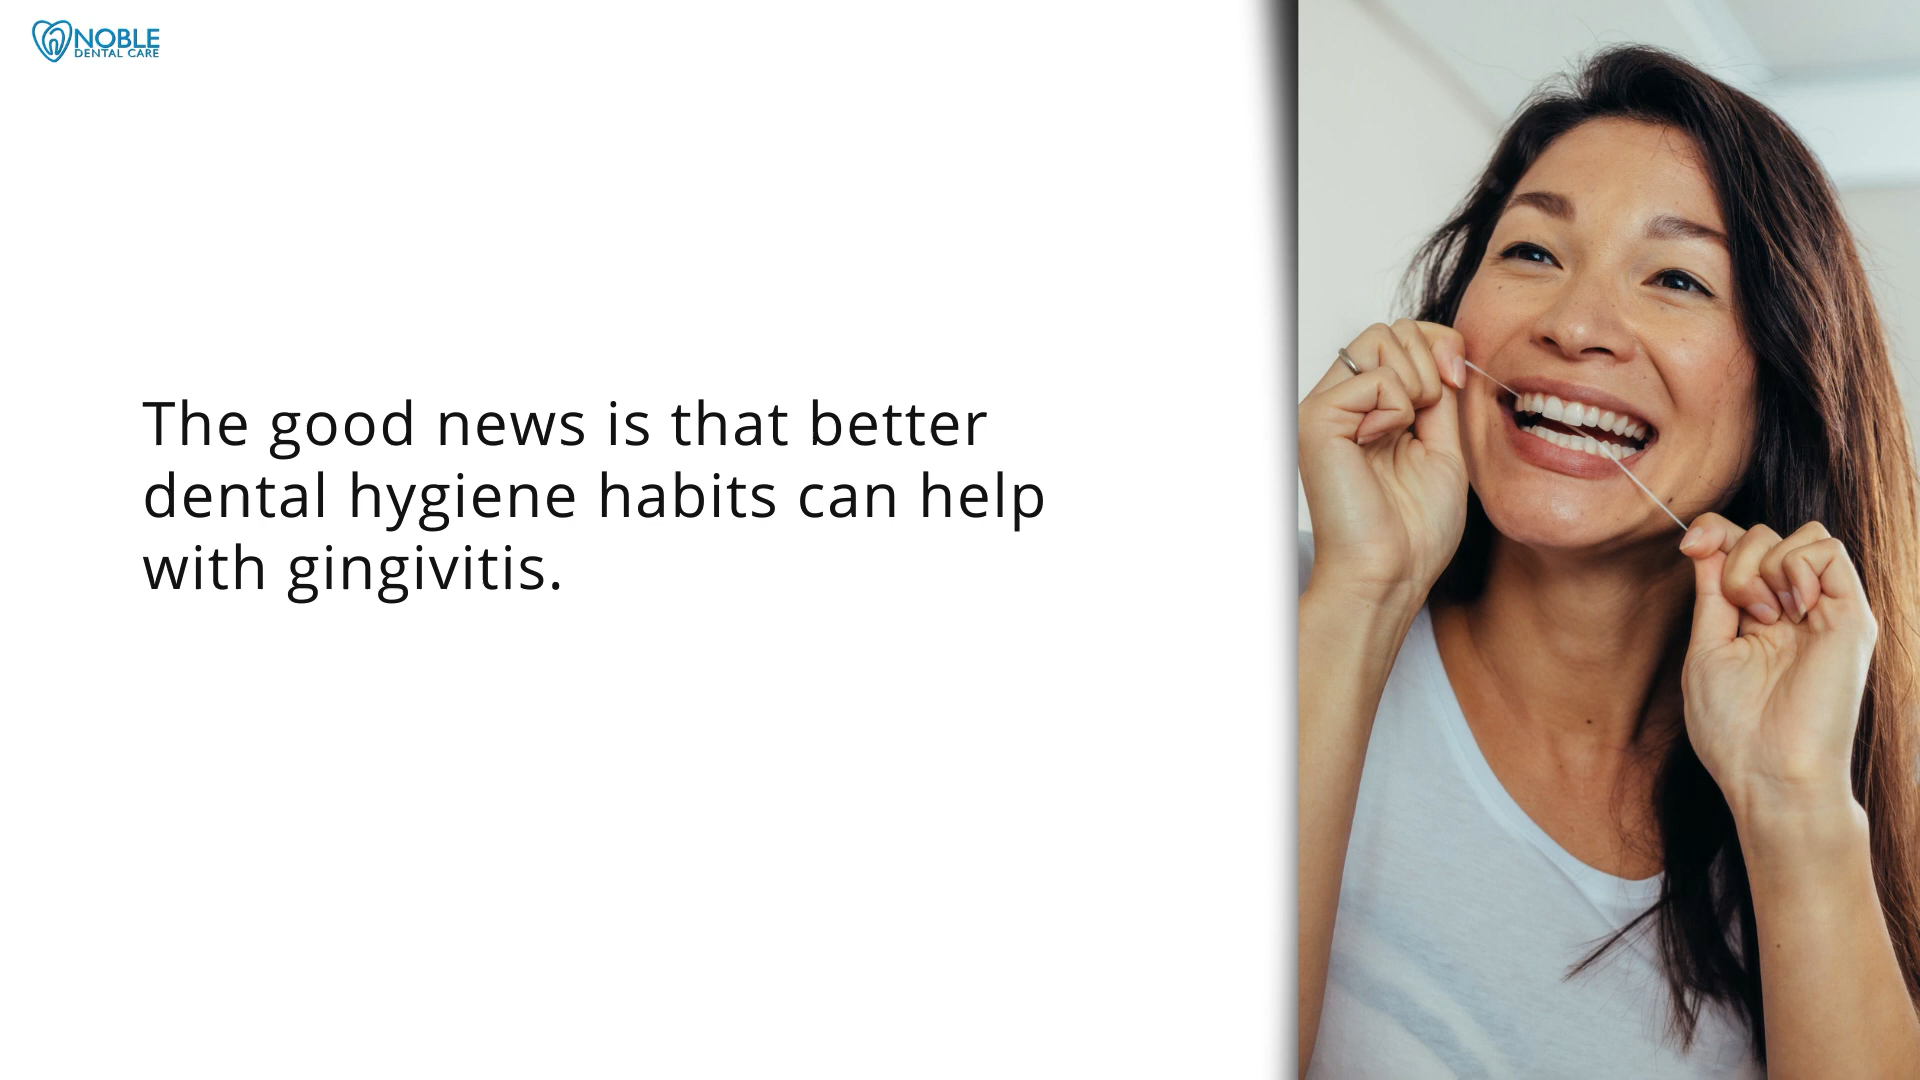 NOBLE
DENTAL CARE
The good news is that better
dental hygiene habits can help
with gingivitis.